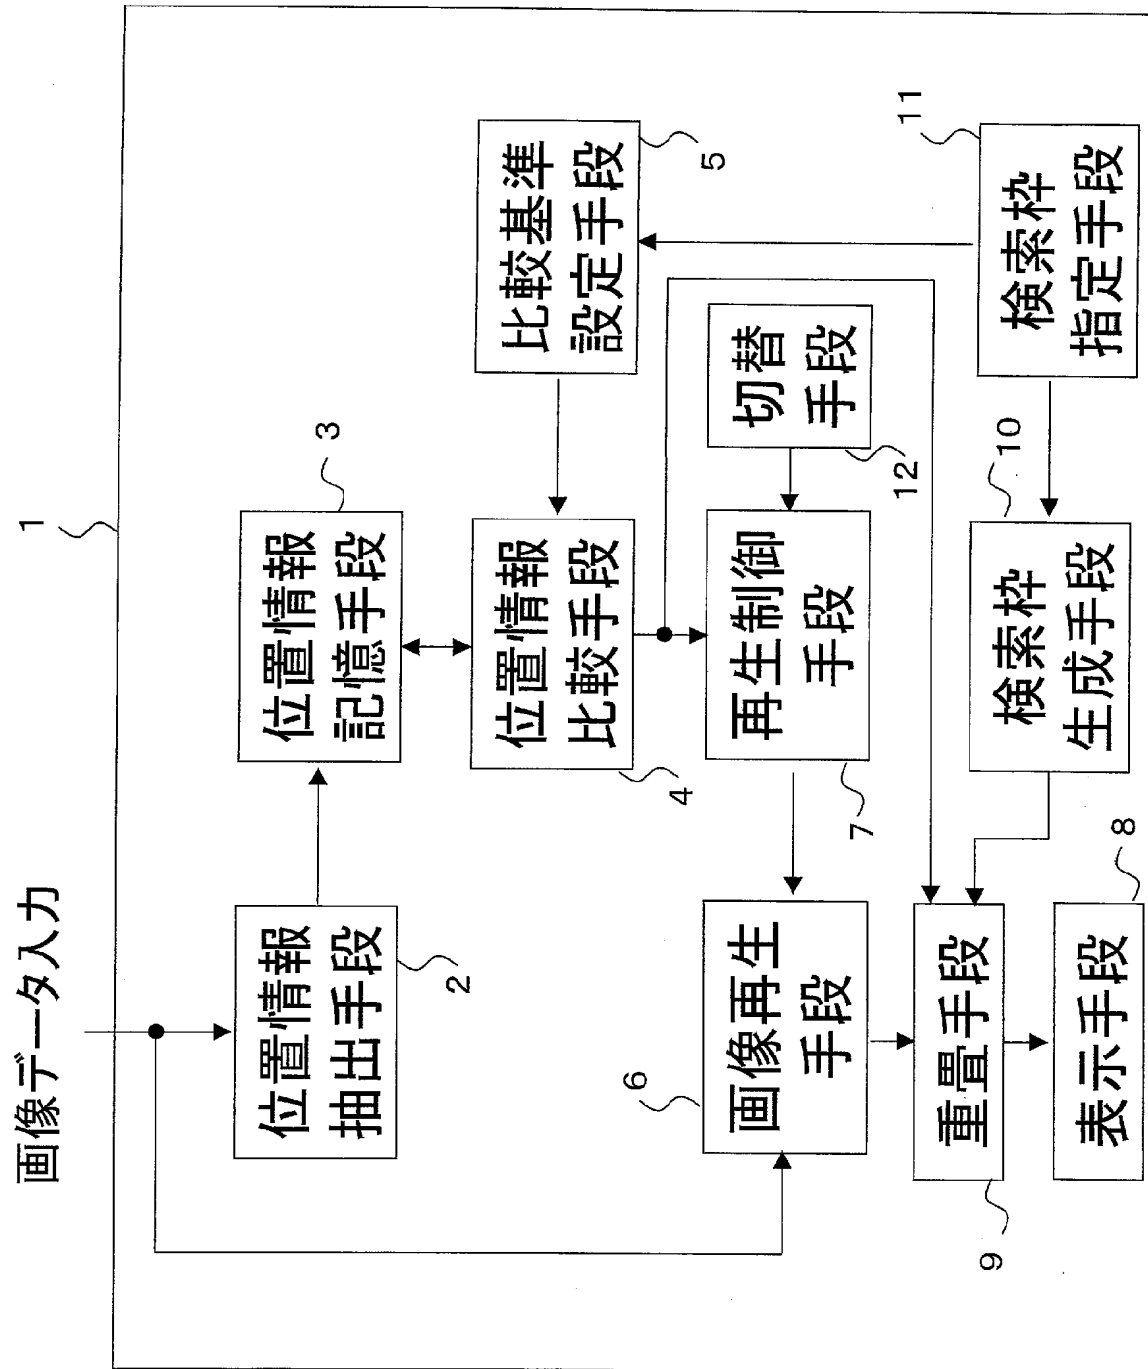 画像データ入力
1
位置情報
抽出手段
2
位置情報
記憶手段
3
位置情報
比較手段
4
比較基準
設定手段
5
画像再生
手段
6
再生制御
手段
7
切替
手段
12
重畳手段
9
表示手段
8
検索枠
生成手段
10
検索枠
指定手段
11